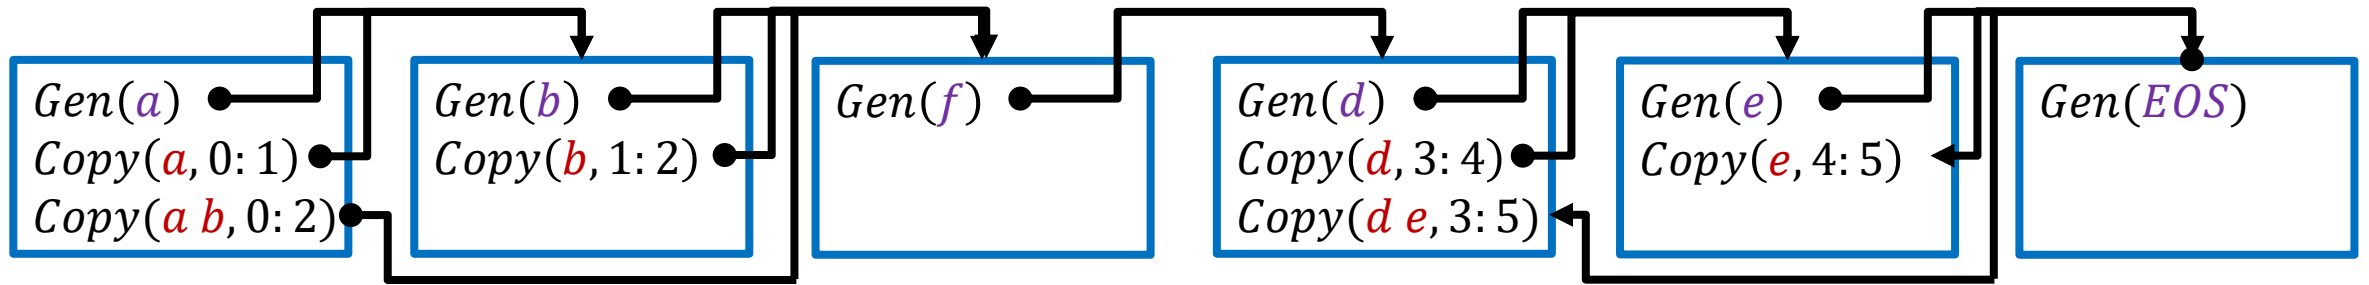 Gen(a)
Copy(a, 0: 1)
Copy(a b, 0: 2)
Gen(b)
Copy(b, 1: 2)
Gen(f)
Gen(d)
Copy(d, 3: 4)
Copy(d e, 3: 5)
Gen(e)
Copy(e, 4: 5)
Gen(EOS)